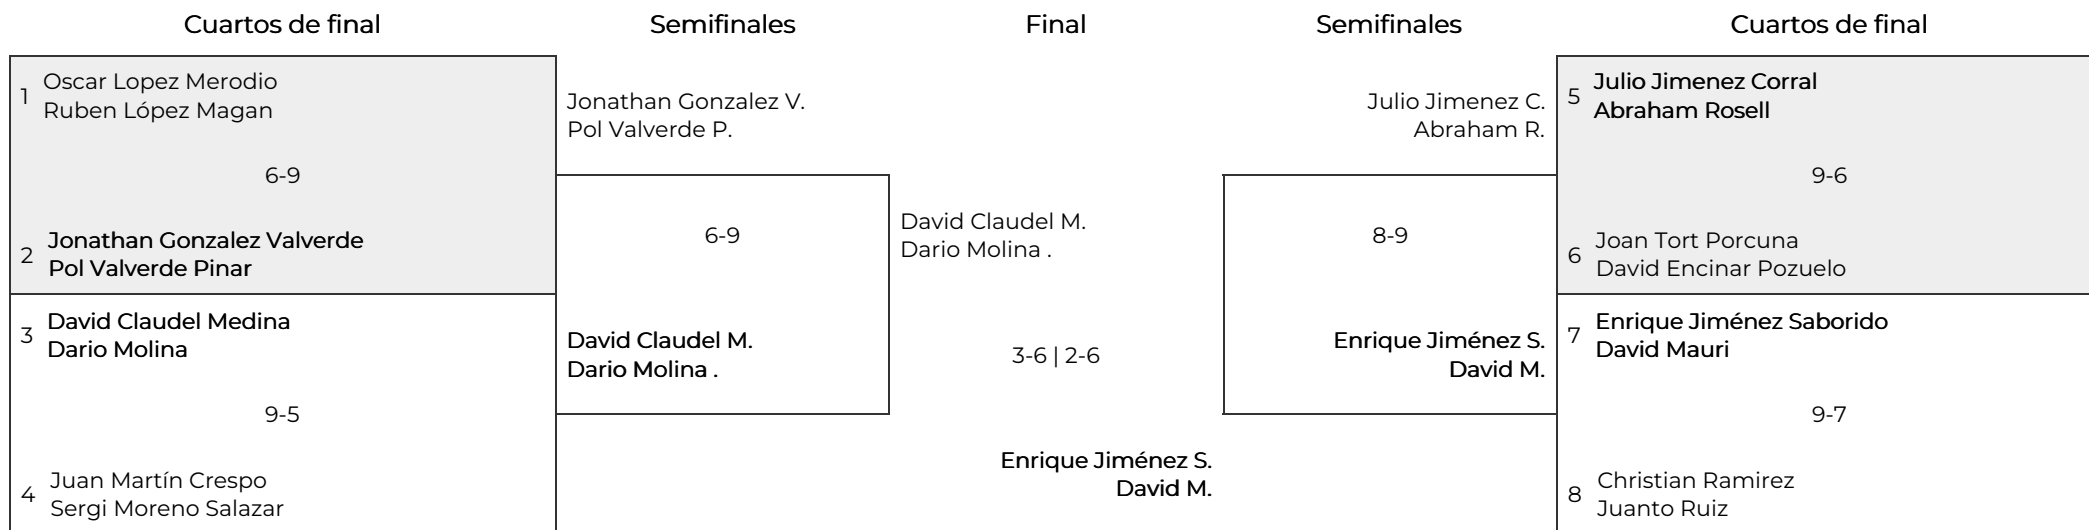 Cuartos de final
Semifinales
Final
Semifinales
Cuartos de final
1
Oscar Lopez Merodio
Ruben López Magan
6-9
2
Jonathan Gonzalez Valverde
Pol Valverde Pinar
3
David Claudel Medina
Dario Molina
9-5
4
Juan Martín Crespo
Sergi Moreno Salazar
Jonathan Gonzalez V.
Pol Valverde P.
6-9
David Claudel M.
Dario Molina .
David Claudel M.
Dario Molina .
3-6 | 2-6
Enrique Jiménez S.
David M.
Julio Jimenez C.
Abraham R.
8-9
Enrique Jiménez S.
David M.
5
Julio Jimenez Corral
Abraham Rosell
9-6
6
Joan Tort Porcuna
David Encinar Pozuelo
7
Enrique Jiménez Saborido
David Mauri
9-7
8
Christian Ramirez
Juanto Ruiz